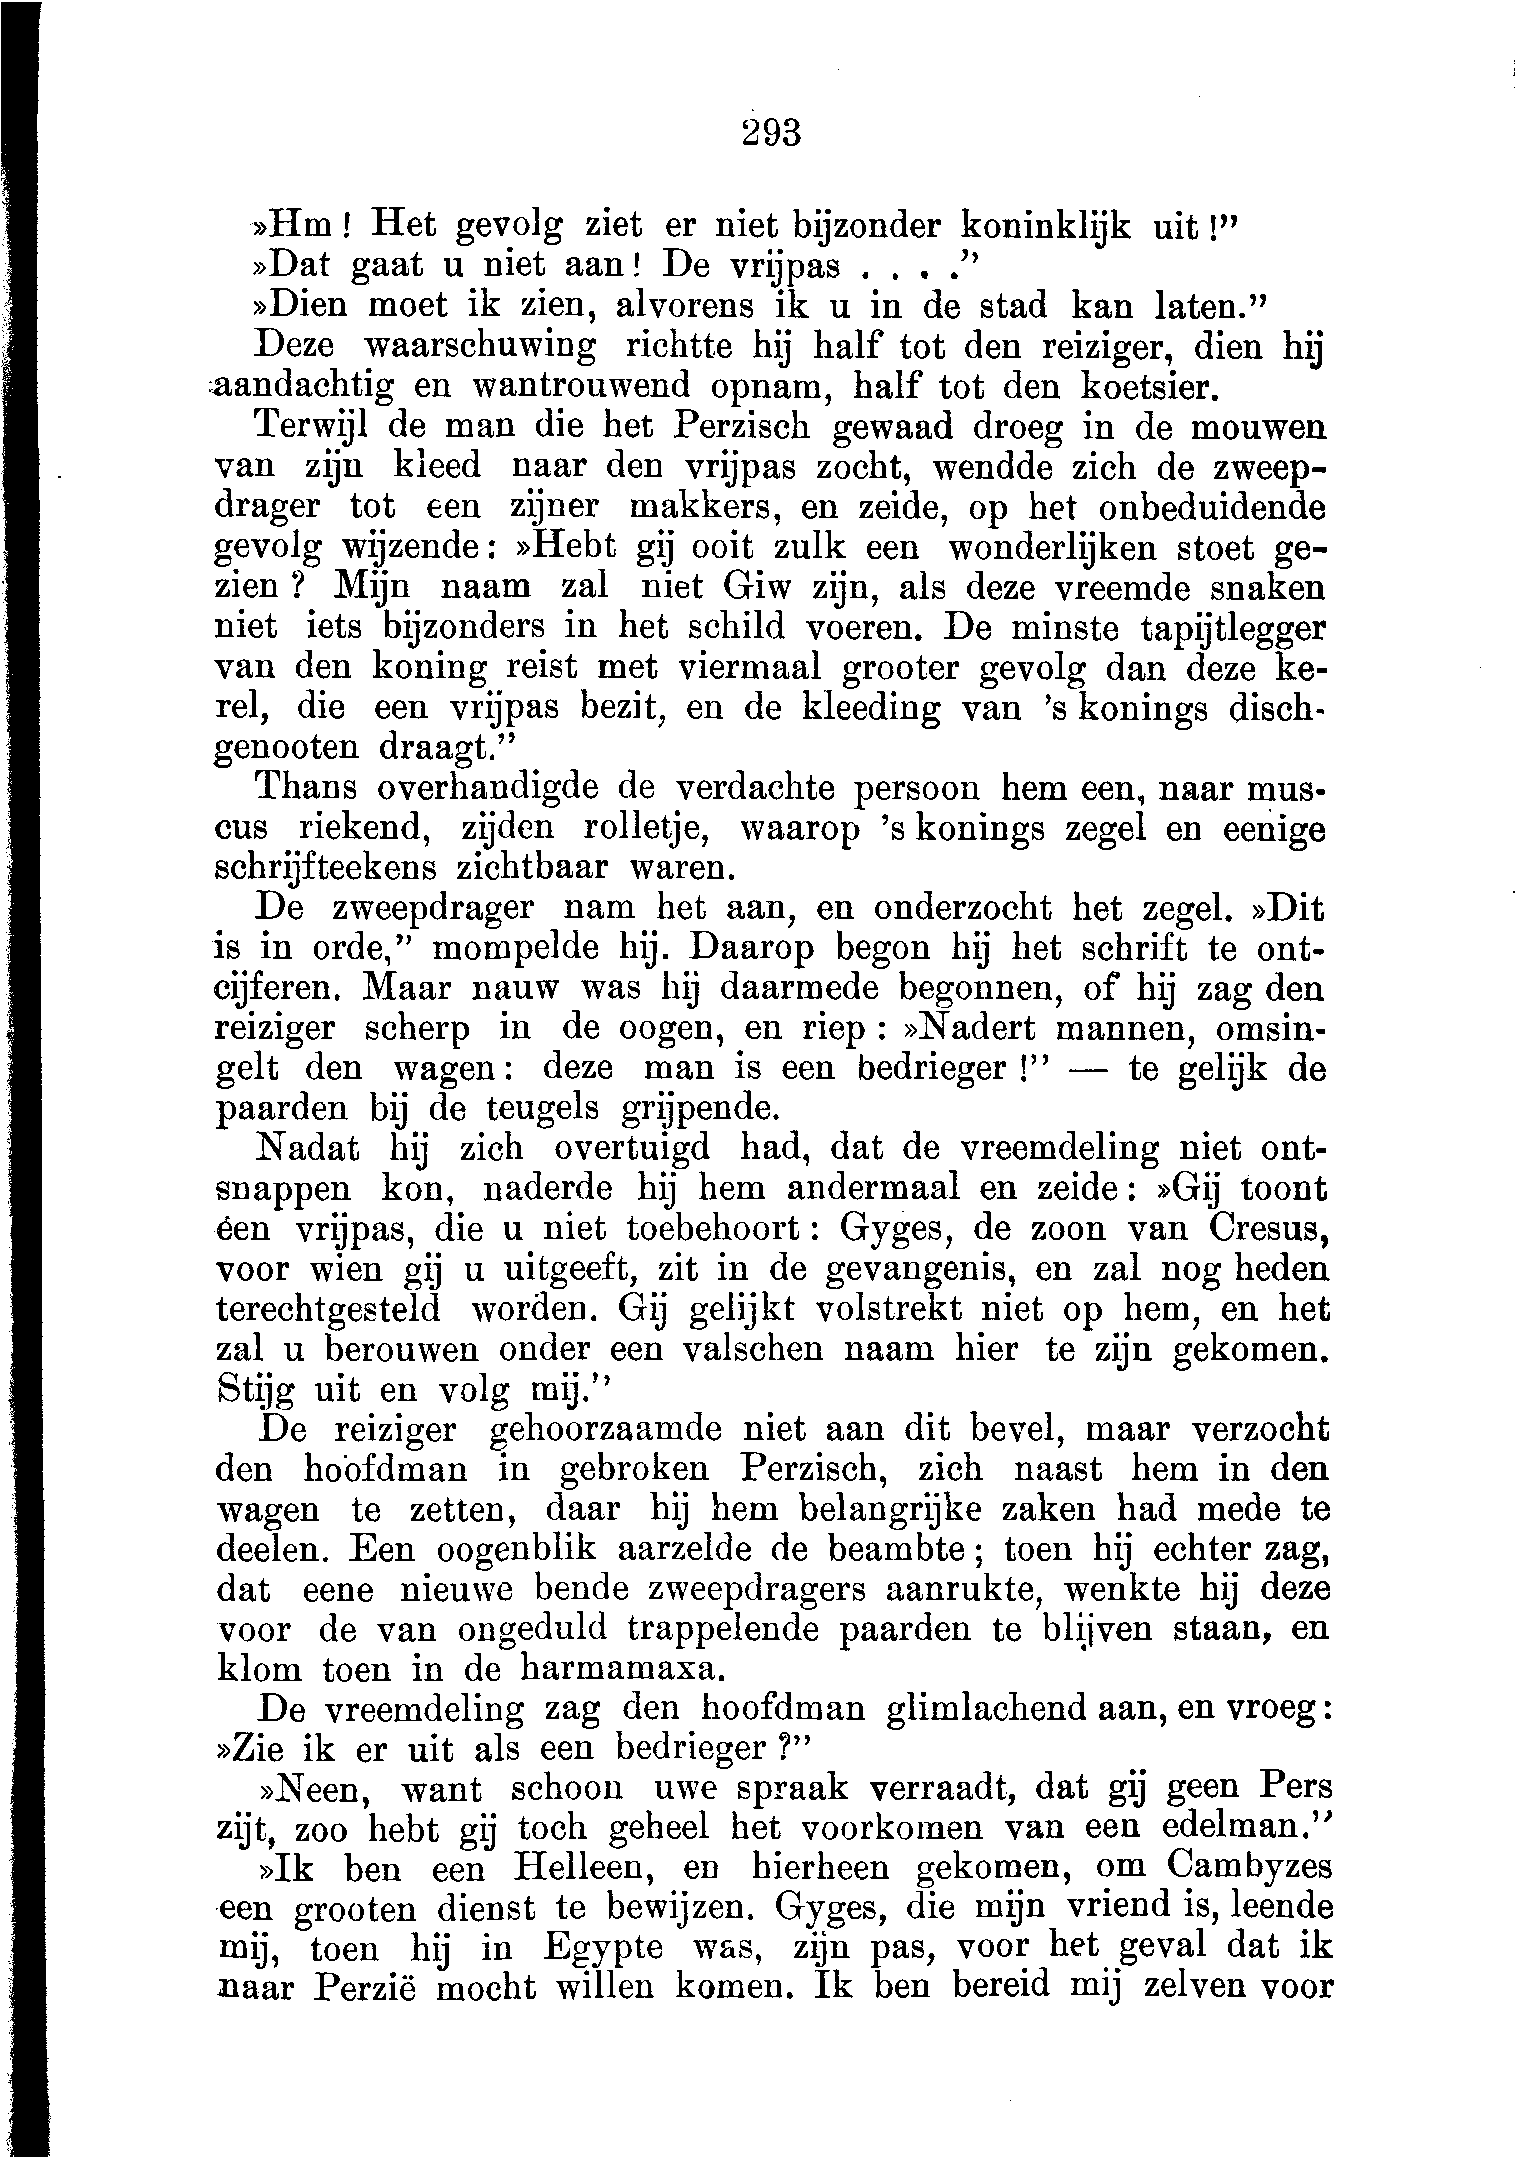 293
»Hm! Het gevolg ziet er niet bijzonder koninklijk uit!”
»Dat gaat u niet aan! De vrijpas . . . .”
»Dien moet ik zien, alvorens ik u in de stad kan laten.”
Deze waarschuwing richtte hij half tot den reiziger, dien hij
aandachtig en wantrouwend opnam, half tot den koetsier.
Terwijl de man die het Perzisch gewaad droeg in de mouwen
van zijn kleed naar den vrijpas zocht, wendde zich de zweep-
drager tot een zijner makkers, en zeide, op het onbeduidende
gevolg wijzende: »Hebt gij ooit zulk een wonderlijken stoet ge-
zien? Mijn naam zal niet Giw zijn, als deze vreemde snaken
niet iets bijzonders in het schild voeren. De minste tapijtlegger
van den koning reist met viermaal grooter gevolg dan deze ke-
rel, die een vrijpas bezit, en de kleeding van 's konings disch-
genooten draagt.”
Thans overhandigde de verdachte persoon hem een, naar mus-
cus riekend, zijden rolletje, waarop 's konings zegel en eenige
schrijfteekens zichtbaar waren.
De zweepdrager nam het aan, en onderzocht het zegel. »Dit
is in orde,” mompelde hij. Daarop begon hij het schrift te ont-
cijferen. Maar nauw was hij daarmede begonnen, of hij zag den
reiziger scherp in de oogen, en riep: »Nadert mannen, omsin-
gelt den wagen: deze man is een bedrieger!” — te gelijk de
paarden bij de teugels grijpende.
Nadat hij zich overtuigd had, dat de vreemdeling niet ont-
snappen kon, naderde hij hem andermaal en zeide: »Gij toont
éen vrijpas, die u niet toebehoort: Gyges, de zoon van Cresus,
voor wien gij u uitgeeft, zit in de gevangenis, en zal nog heden
terechtgesteld worden. Gij gelijkt volstrekt niet op hem, en het
zal u berouwen onder een valschen naam hier te zijn gekomen.
Stijg uit en volg mij.”
De reiziger gehoorzaamde niet aan dit bevel, maar verzocht
den hoofdman in gebroken Perzisch, zich naast hem in den
wagen te zetten, daar hij hem belangrijke zaken had mede te
deelen. Een oogenblik aarzelde de beambte; toen hij echter zag,
dat eene nieuwe bende zweepdragers aanrukte, wenkte hij deze
voor de van ongeduld trappelende paarden te blijven staan, en
klom toen in de harmamaxa.
De vreemdeling zag den hoofdman glimlachend aan, en vroeg:
»Zie ik er uit als een bedrieger?”
»Neen, want schoon uwe spraak verraadt, dat gij geen Pers
zijt, zoo hebt gij toch geheel het voorkomen van een edelman.”
»Ik ben een Helleen, en hierheen gekomen, om Cambyzes
een grooten dienst te bewijzen. Gyges, die mijn vriend is, leende
mij, toen hij in Egypte was, zijn pas, voor het geval dat ik
naar Perzië mocht willen komen. Ik ben bereid mij zelven voor